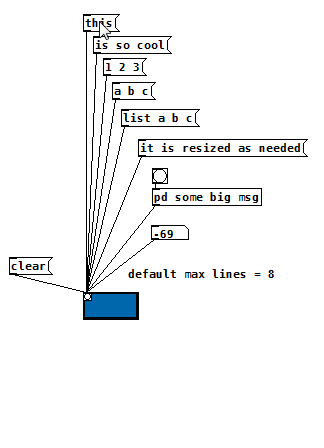 this
is so cool
1 2 3
a b c
list a b c
it is resized as needed
pd some big msg
-69
clear
default max lines = 8